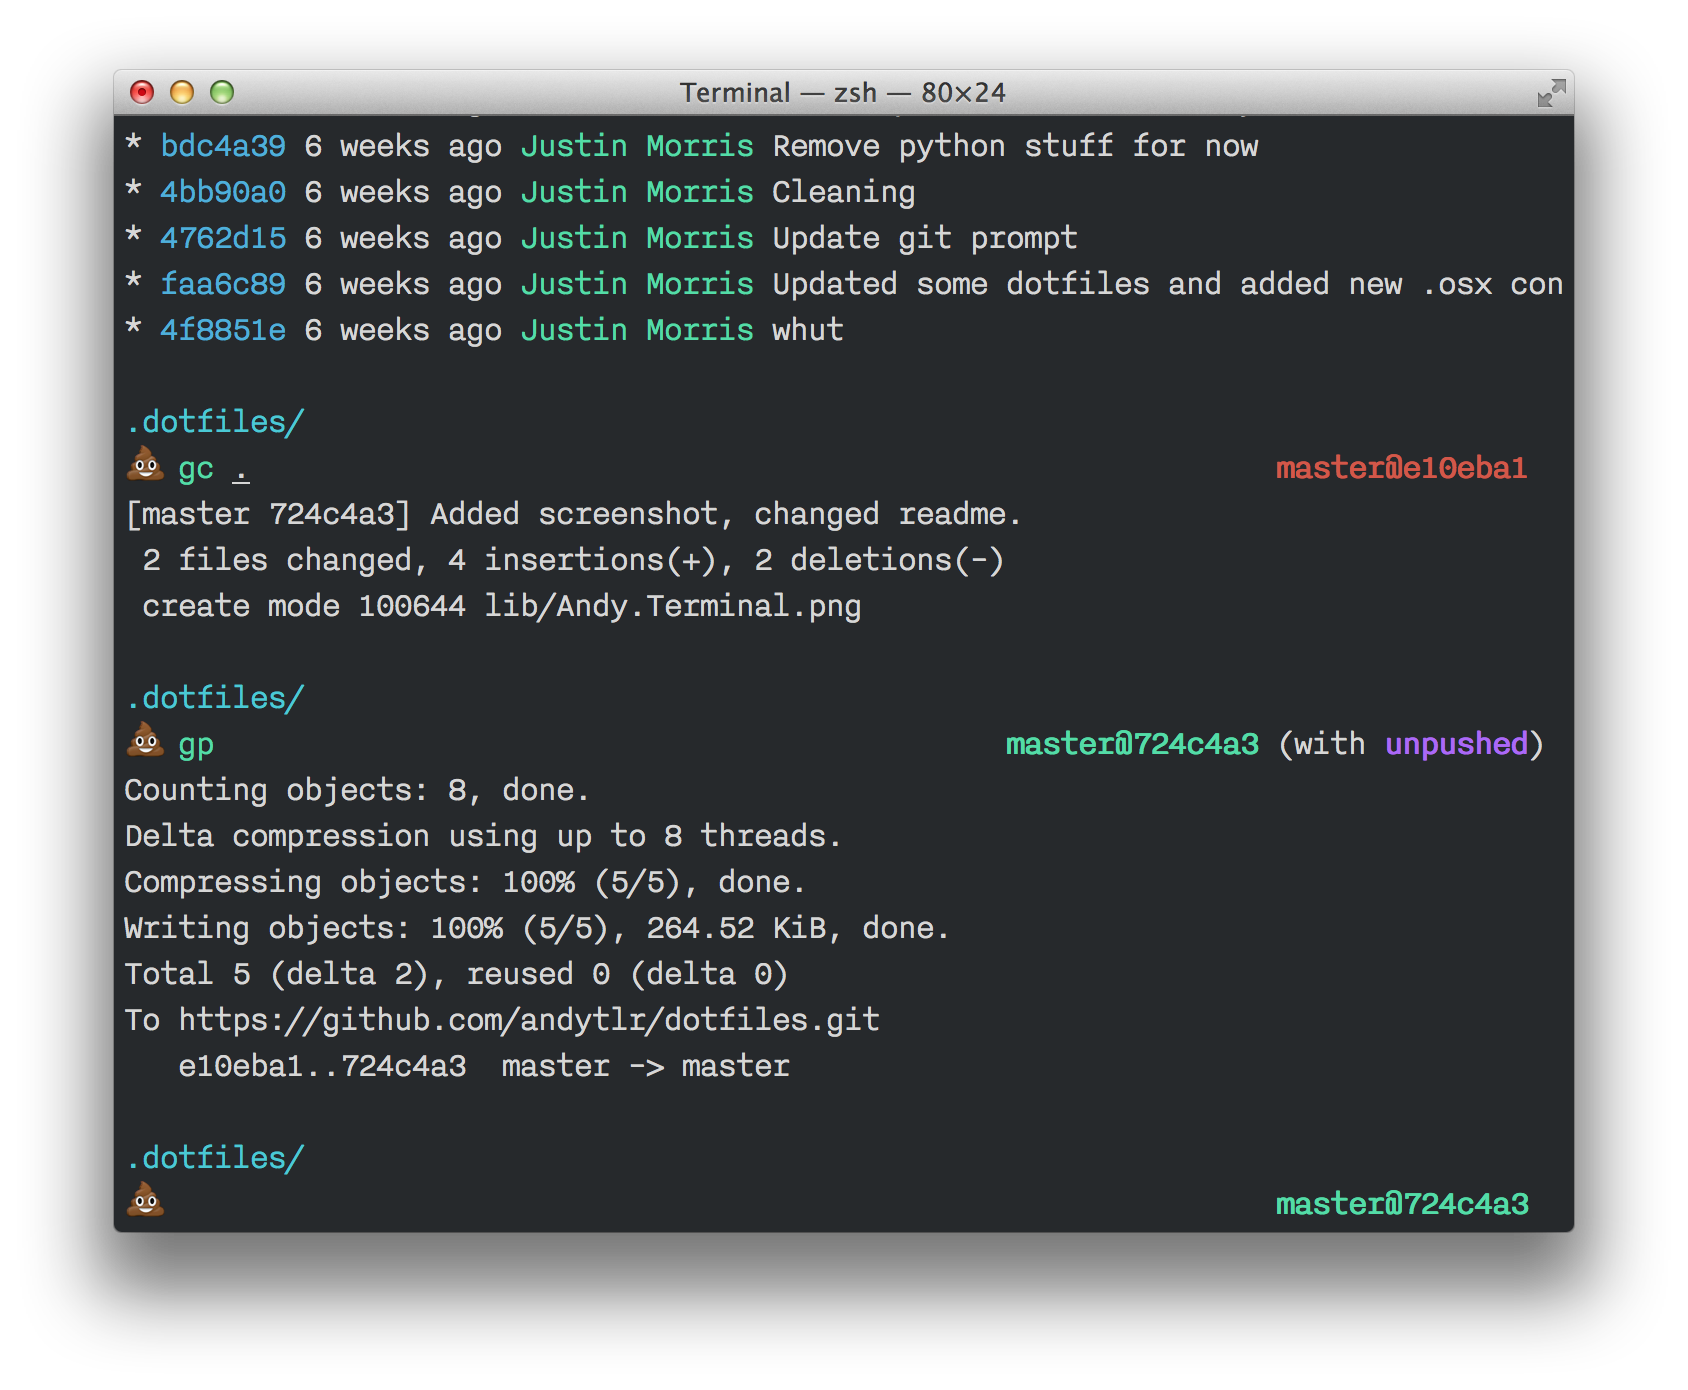 Terminal — zsh — 80×24
* bdc4a39 6 weeks ago Justin Morris Remove python stuff for now
* 4bb90a0 6 weeks ago Justin Morris Cleaning
* 4762d15 6 weeks ago Justin Morris Update git prompt
* faa6c89 6 weeks ago Justin Morris Updated some dotfiles and added new .osx con
* 4f8851e 6 weeks ago Justin Morris whut
.dotfiles/
💩 gc . master@e10eba1
[master 724c4a3] Added screenshot, changed readme.
 2 files changed, 4 insertions(+), 2 deletions(-)
 create mode 100644 lib/Andy.Terminal.png
.dotfiles/
💩 gp master@724c4a3 (with unpushed)
Counting objects: 8, done.
Delta compression using up to 8 threads.
Compressing objects: 100% (5/5), done.
Writing objects: 100% (5/5), 264.52 KiB, done.
Total 5 (delta 2), reused 0 (delta 0)
To https://github.com/andytlr/dotfiles.git
   e10eba1..724c4a3  master -> master
.dotfiles/
💩 master@724c4a3